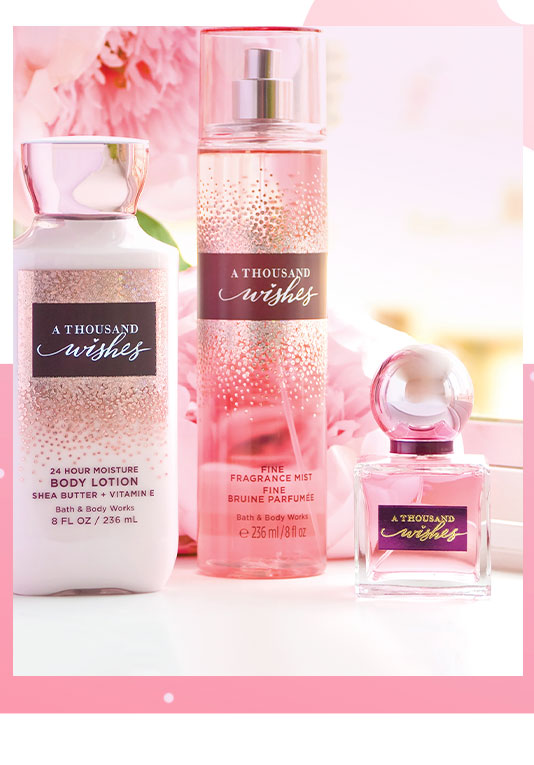 A THOUSAND
wishes
24 HOUR MOISTURE
BODY LOTION
SHEA BUTTER + VITAMIN E
Bath & Body Works
8 FL OZ / 236 mL
A THOUSAND
wishes
FINE
FRAGRANCE MIST
FINE
BRUINE PARFUMÉE
Bath & Body Works
℮ 236 ml / 8 fl oz
A THOUSAND
wishes